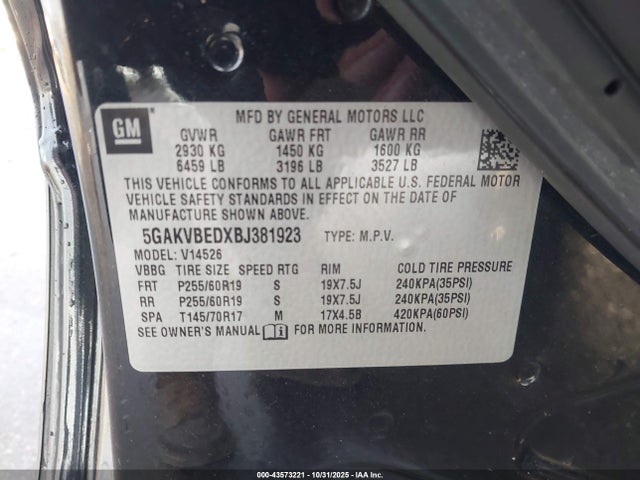 MFD BY GENERAL MOTORS LLC
GM
GVWR GAWR FRT GAWR RR
2930 KG 1450 KG 1600 KG
6459 LB 3196 LB 3527 LB
THIS VEHICLE CONFORMS TO ALL APPLICABLE U.S. FEDERAL MOTOR
VEHICLE SAFETY STANDARDS IN EFFECT ON THE DATE OF
MANUFACTURE SHOWN ABOVE.
5GAKVBEDXBJ381923 TYPE: M.P.V.
MODEL: V14526
VBBG TIRE SIZE SPEED RTG RIM COLD TIRE PRESSURE
FRT P255/60R19 S 19X7.5J 240KPA(35PSI)
RR P255/60R19 S 19X7.5J 240KPA(35PSI)
SPA T145/70R17 M 17X4.5B 420KPA(60PSI)
SEE OWNER'S MANUAL FOR MORE INFORMATION.
000-43573221 - 10/31/2025 - IAA Inc.